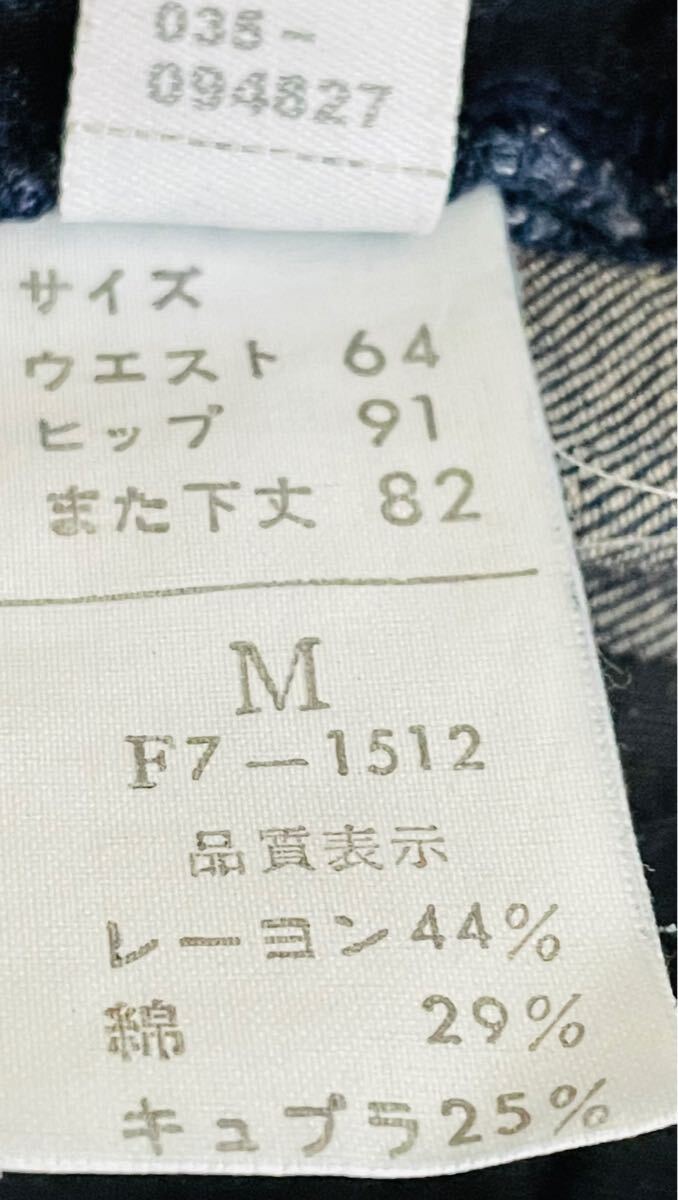 035-
094827
サイズ
ウエスト 64
ヒップ 91
また下丈 82
M
F7-1512
品質表示
レーヨン44%
綿 29%
キュプラ25%